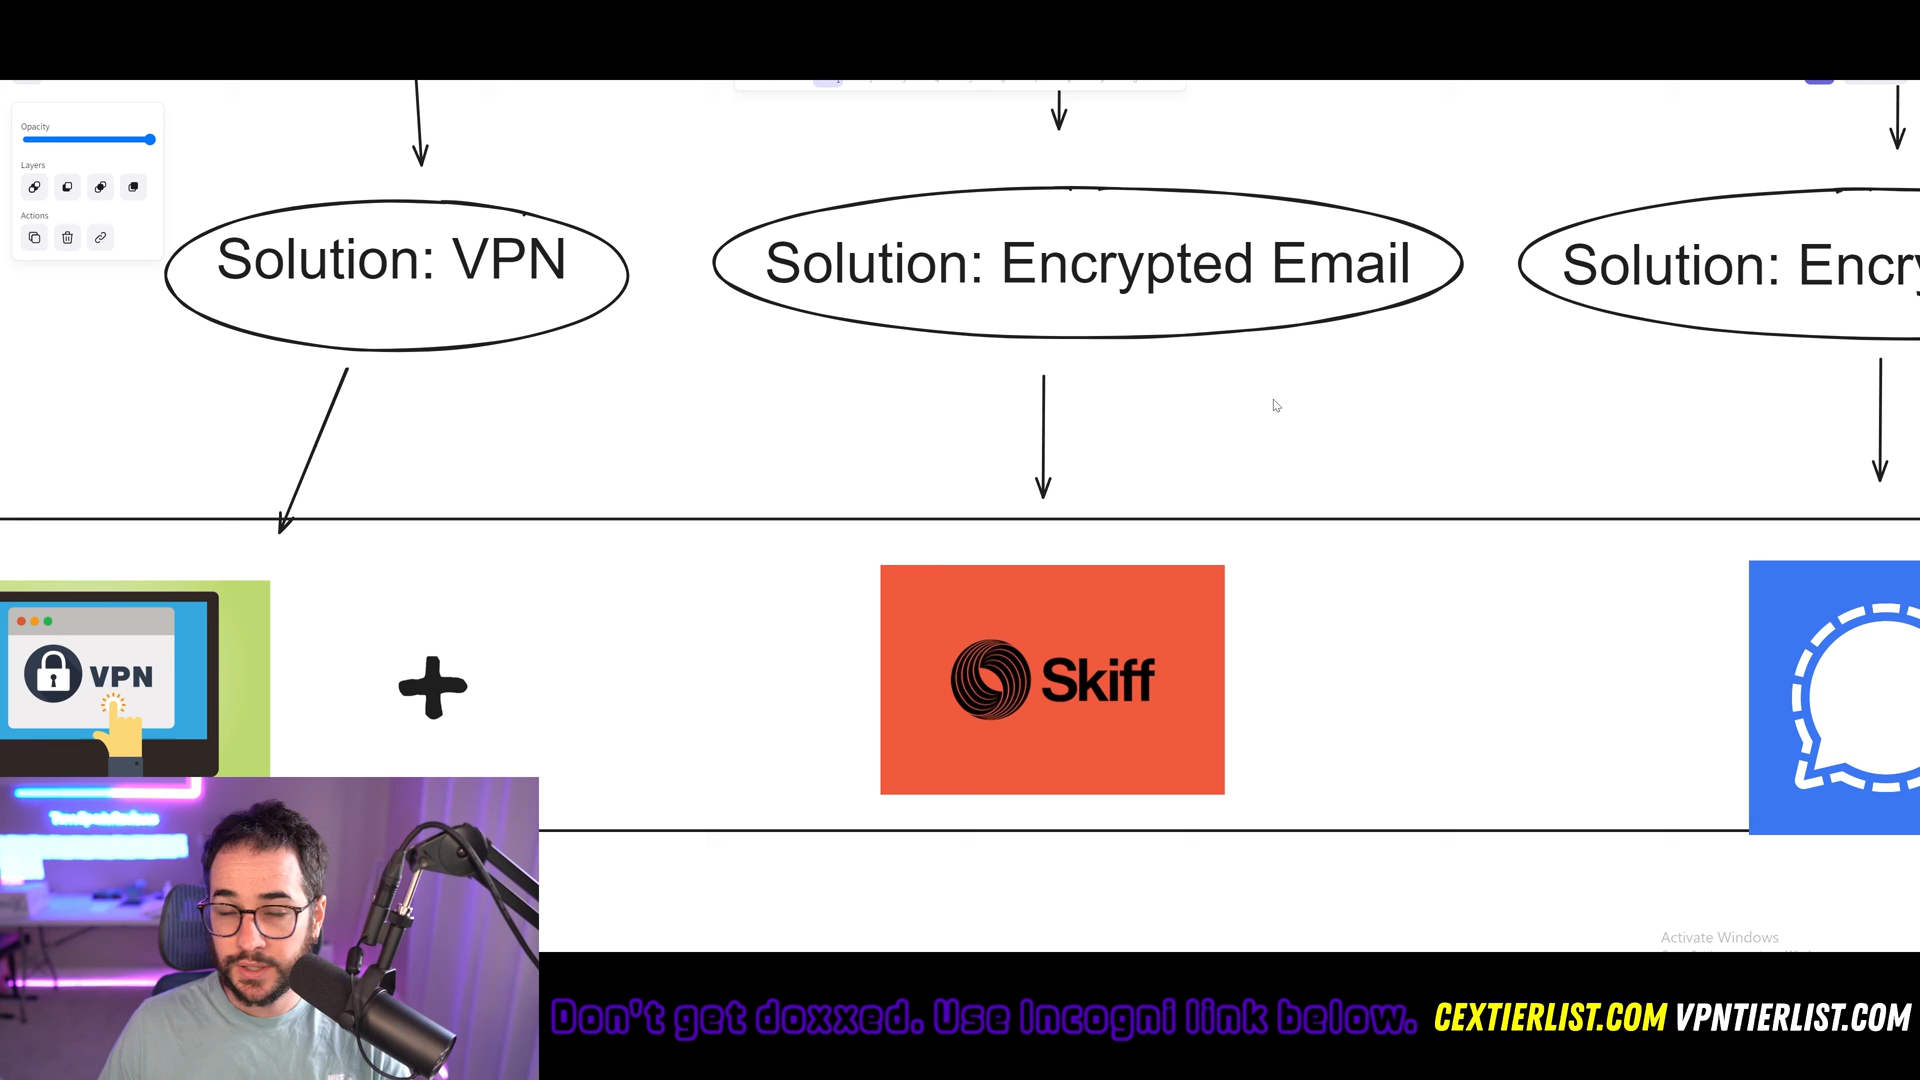 Opacity
Layers
Actions
Solution: VPN
Solution: Encrypted Email
Solution: Encry
VPN
Skiff
Activate Windows
Don't get doxxed. Use Incogni link below.
CEXTIERLIST.COM VPNTIERLIST.COM